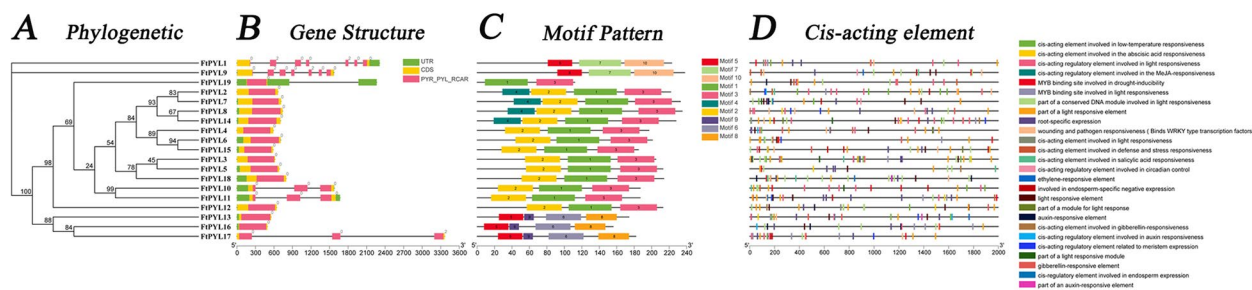 A Phylogenetic
B Gene Structure
C Motif Pattern
D Cis-acting element
FtPYL1
FtPYL9
FtPYL19
FtPYL2
FtPYL7
FtPYL8
FtPYL14
FtPYL4
FtPYL6
FtPYL15
FtPYL3
FtPYL5
FtPYL18
FtPYL10
FtPYL11
FtPYL12
FtPYL13
FtPYL16
FtPYL17
83
93
67
84
69
89
94
54
45
78
24
98
99
100
88
84
UTR
CDS
PYR_PYL_RCAR
5' 3'
0 300 600 900 1200 1500 1800 2100 2400 2700 3000 3300 3600
Motif 5
Motif 7
Motif 10
Motif 1
Motif 3
Motif 4
Motif 2
Motif 9
Motif 6
Motif 8
5' 3'
0 20 40 60 80 100 120 140 160 180 200 220 240
5' 3'
0 200 400 600 800 1000 1200 1400 1600 1800 2000
cis-acting element involved in low-temperature responsiveness
cis-acting element involved in the abscisic acid responsiveness
cis-acting regulatory element involved in light responsiveness
cis-acting regulatory element involved in the MeJA-responsiveness
MYB binding site involved in drought-inducibility
MYB binding site involved in light responsiveness
part of a conserved DNA module involved in light responsiveness
part of a light responsive element
root-specific expression
wounding and pathogen responsiveness ( Binds WRKY type transcription factors
cis-acting element involved in light responsiveness
cis-acting element involved in defense and stress responsiveness
cis-acting element involved in salicylic acid responsiveness
cis-acting regulatory element involved in circadian control
ethylene-responsive element
involved in endosperm-specific negative expression
light responsive element
part of a module for light response
auxin-responsive element
cis-acting element involved in gibberellin-responsiveness
cis-acting regulatory element involved in auxin responsiveness
cis-acting regulatory element related to meristem expression
part of a light responsive module
gibberellin-responsive element
cis-acting regulatory element involved in endosperm expression
part of an auxin-responsive element